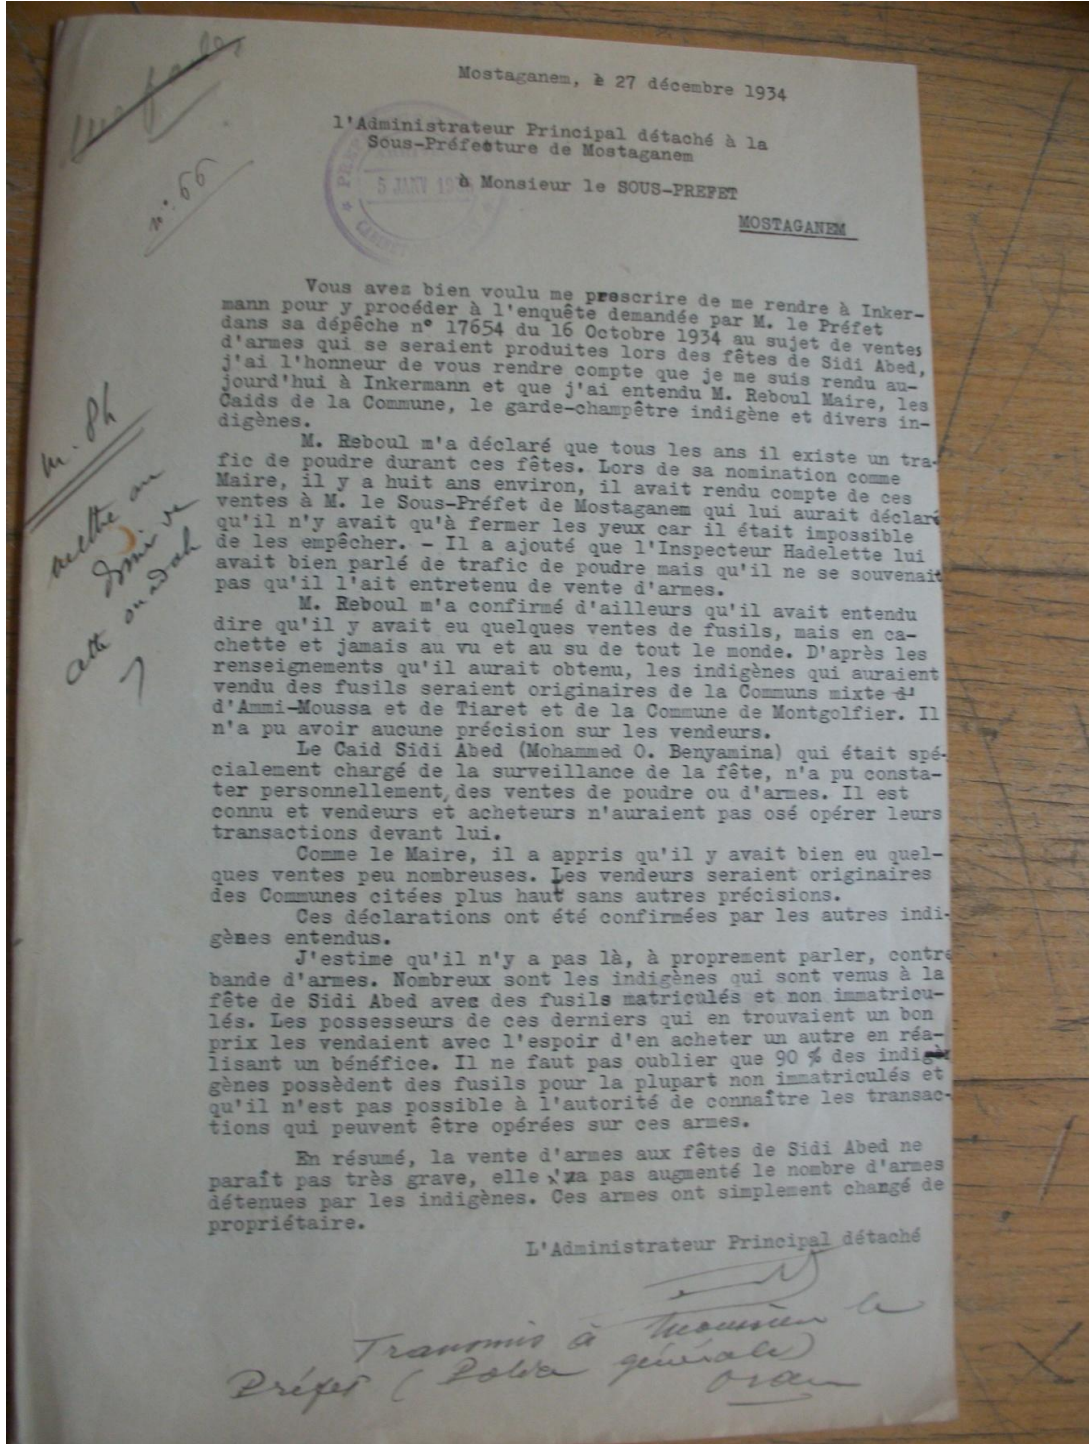 n° 66
Mostaganem, le 27 décembre 1934
l'Administrateur Principal détaché à la
Sous-Préfecture de Mostaganem
5 JANV
à Monsieur le SOUS-PREFET
MOSTAGANEM
Vous avez bien voulu me prescrire de me rendre à Inker-
mann pour y procéder à l'enquête demandée par M. le Préfet
dans sa dépêche n° 17654 du 16 Octobre 1934 au sujet de ventes
d'armes qui se seraient produites lors des fêtes de Sidi Abed,
j'ai l'honneur de vous rendre compte que je me suis rendu au-
jourd'hui à Inkermann et que j'ai entendu M. Reboul Maire, les
Caids de la Commune, le garde-champêtre indigène et divers in-
digènes.
M. Reboul m'a déclaré que tous les ans il existe un tra-
fic de poudre durant ces fêtes. Lors de sa nomination comme
Maire, il y a huit ans environ, il avait rendu compte de ces
ventes à M. le Sous-Préfet de Mostaganem qui lui aurait déclaré
qu'il n'y avait qu'à fermer les yeux car il était impossible
de les empêcher. - Il a ajouté que l'Inspecteur Hadelette lui
avait bien parlé de trafic de poudre mais qu'il ne se souvenait
pas qu'il l'ait entretenu de vente d'armes.
M. Reboul m'a confirmé d'ailleurs qu'il avait entendu
dire qu'il y avait eu quelques ventes de fusils, mais en ca-
chette et jamais au vu et au su de tout le monde. D'après les
renseignements qu'il aurait obtenu, les indigènes qui auraient
vendu des fusils seraient originaires de la Communs mixte d'
d'Ammi-Moussa et de Tiaret et de la Commune de Montgolfier. Il
n'a pu avoir aucune précision sur les vendeurs.
Le Caid Sidi Abed (Mohammed O. Benyamina) qui était spé-
cialement chargé de la surveillance de la fête, n'a pu consta-
ter personnellement des ventes de poudre ou d'armes. Il est
connu et vendeurs et acheteurs n'auraient pas osé opérer leurs
transactions devant lui.
Comme le Maire, il a appris qu'il y avait bien eu quel-
ques ventes peu nombreuses. Les vendeurs seraient originaires
des Communes citées plus haut sans autres précisions.
Ces déclarations ont été confirmées par les autres indi-
gènes entendus.
J'estime qu'il n'y a pas là, à proprement parler, contre
bande d'armes. Nombreux sont les indigènes qui sont venus à la
fête de Sidi Abed avec des fusils matriculés et non immatricu-
lés. Les possesseurs de ces derniers qui en trouvaient un bon
prix les vendaient avec l'espoir d'en acheter un autre en réa-
lisant un bénéfice. Il ne faut pas oublier que 90 % des indi
gènes possèdent des fusils pour la plupart non immatriculés et
qu'il n'est pas possible à l'autorité de connaître les transac-
tions qui peuvent être opérées sur ces armes.
En résumé, la vente d'armes aux fêtes de Sidi Abed ne
paraît pas très grave, elle n'a pas augmenté le nombre d'armes
détenues par les indigènes. Ces armes ont simplement changé de
propriétaire.
L'Administrateur Principal détaché
Transmis à Monsieur le
Préfet (Police générale)
Oran